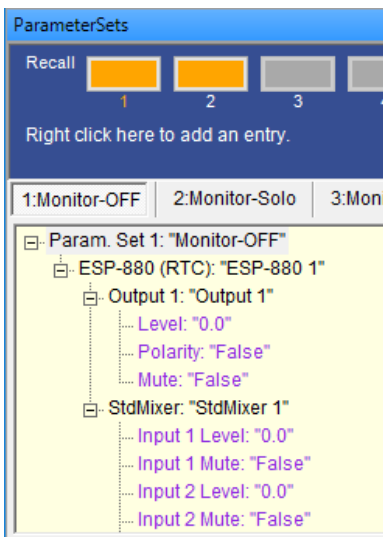 ParameterSets
Recall
1 2 3
Right click here to add an entry.
1:Monitor-OFF 2:Monitor-Solo 3:Moni
Param. Set 1: "Monitor-OFF"
ESP-880 (RTC): "ESP-880 1"
Output 1: "Output 1"
Level: "0.0"
Polarity: "False"
Mute: "False"
StdMixer: "StdMixer 1"
Input 1 Level: "0.0"
Input 1 Mute: "False"
Input 2 Level: "0.0"
Input 2 Mute: "False"